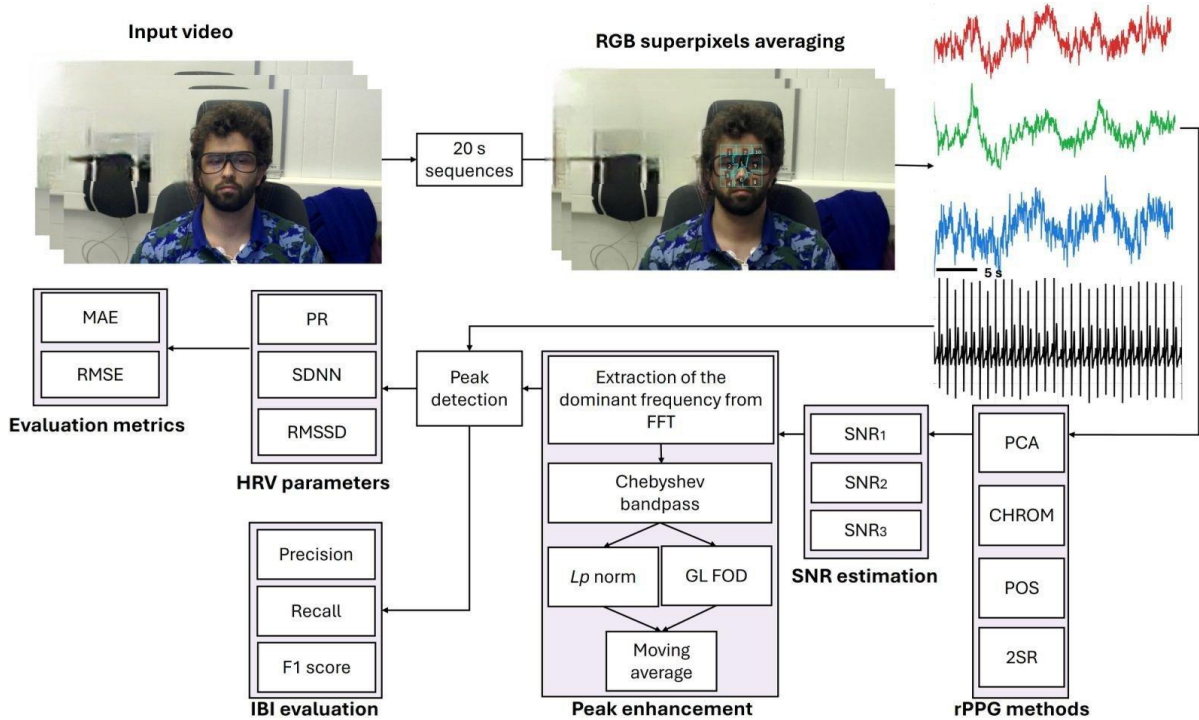 Input video
RGB superpixels averaging
20 s
sequences
5 s
MAE
RMSE
Evaluation metrics
PR
SDNN
RMSSD
HRV parameters
Peak
detection
Extraction of the
dominant frequency from
FFT
Chebyshev
bandpass
Lp norm
GL FOD
Moving
average
Peak enhancement
SNR1
SNR2
SNR3
SNR estimation
PCA
CHROM
POS
2SR
rPPG methods
Precision
Recall
F1 score
IBI evaluation